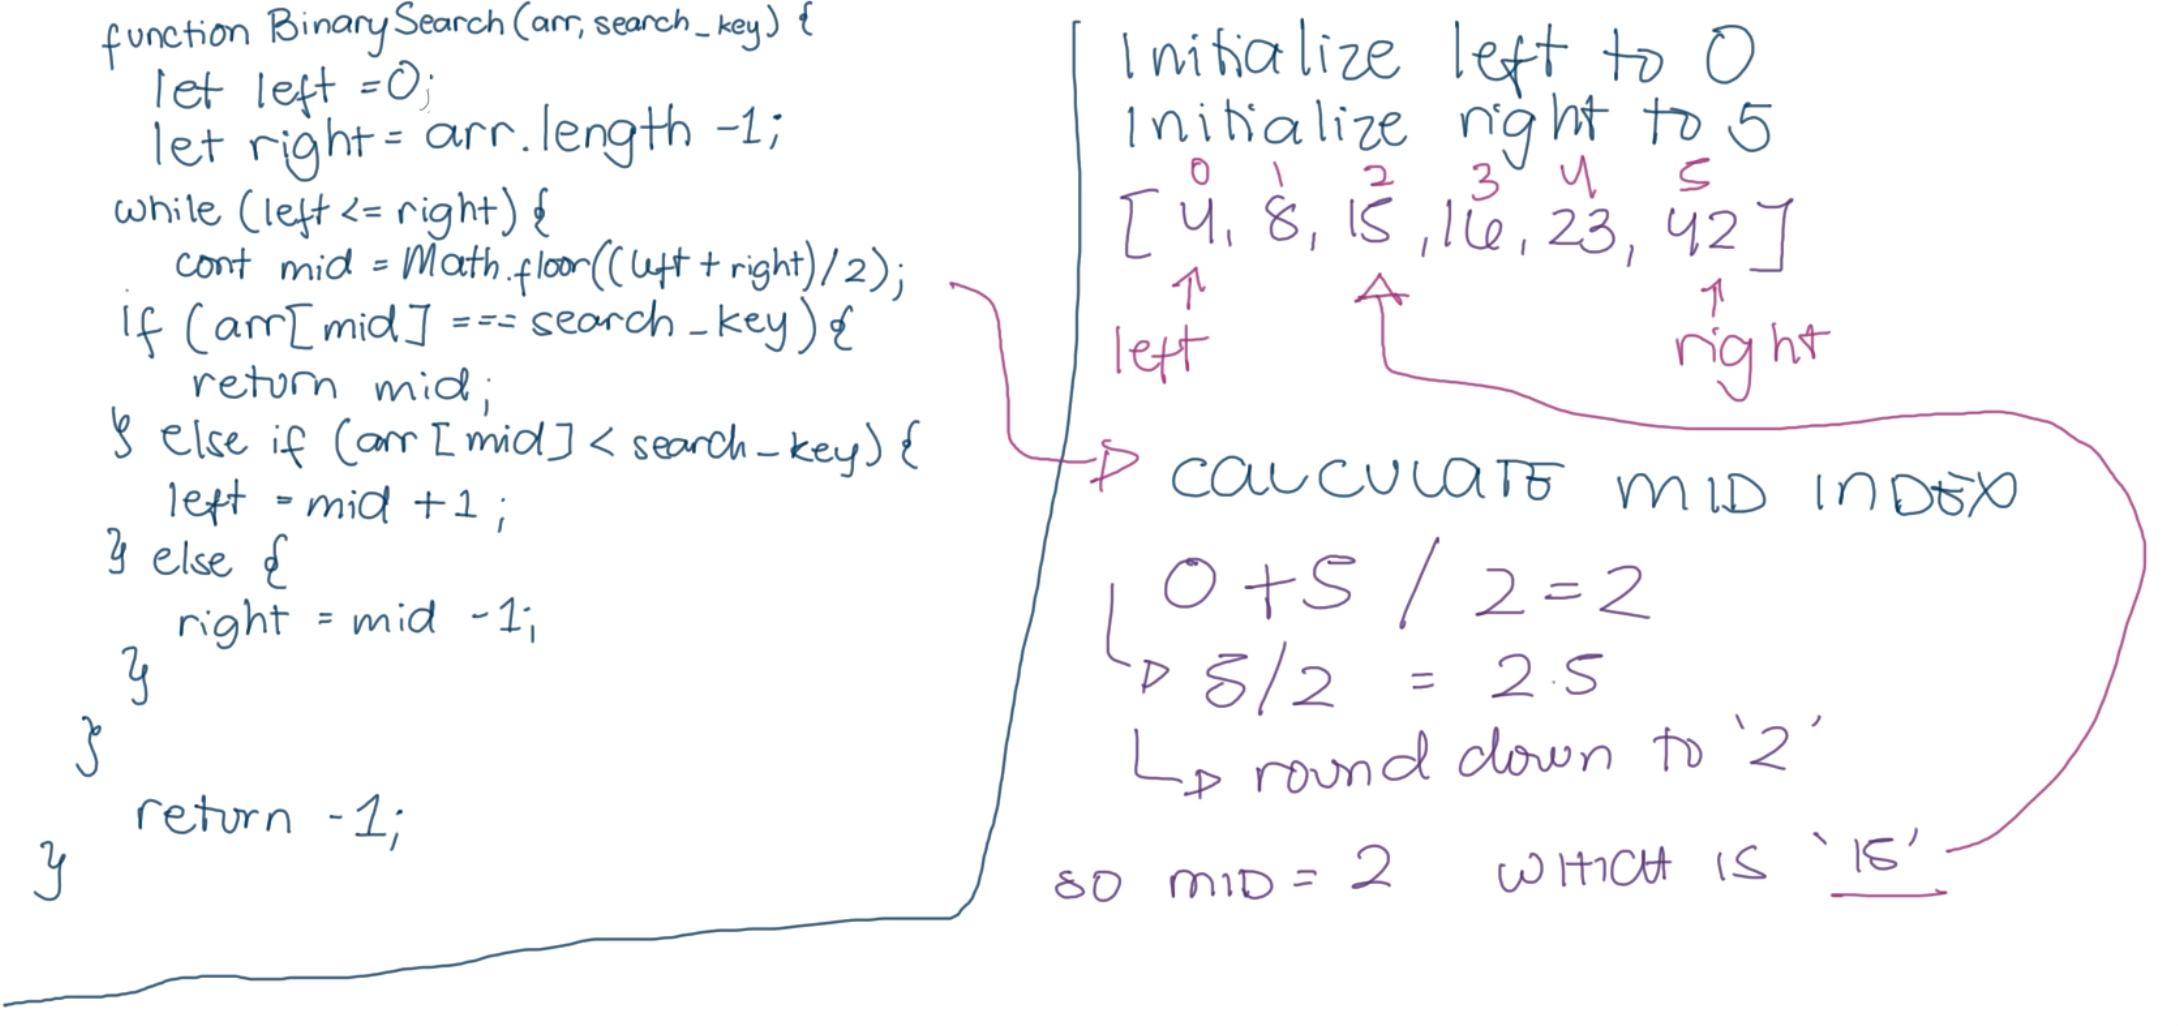 function BinarySearch(arr, search_key) {
let left =0;
let right = arr.length -1;
while (left <= right) {
cont mid = Math.floor((left + right)/2);
if (arr[mid] === search_key) {
return mid;
} else if (arr[mid] < search_key) {
left = mid +1;
} else {
right = mid -1;
}
}
return -1;
}
Initialize left to 0
Initialize right to 5
0 1 2 3 4 5
[4, 8, 15, 16, 23, 42]
left
right
CALCULATE MID INDEX
0+5 / 2=2
5/2 = 2.5
round down to '2'
SO MID = 2 WHICH IS '15'